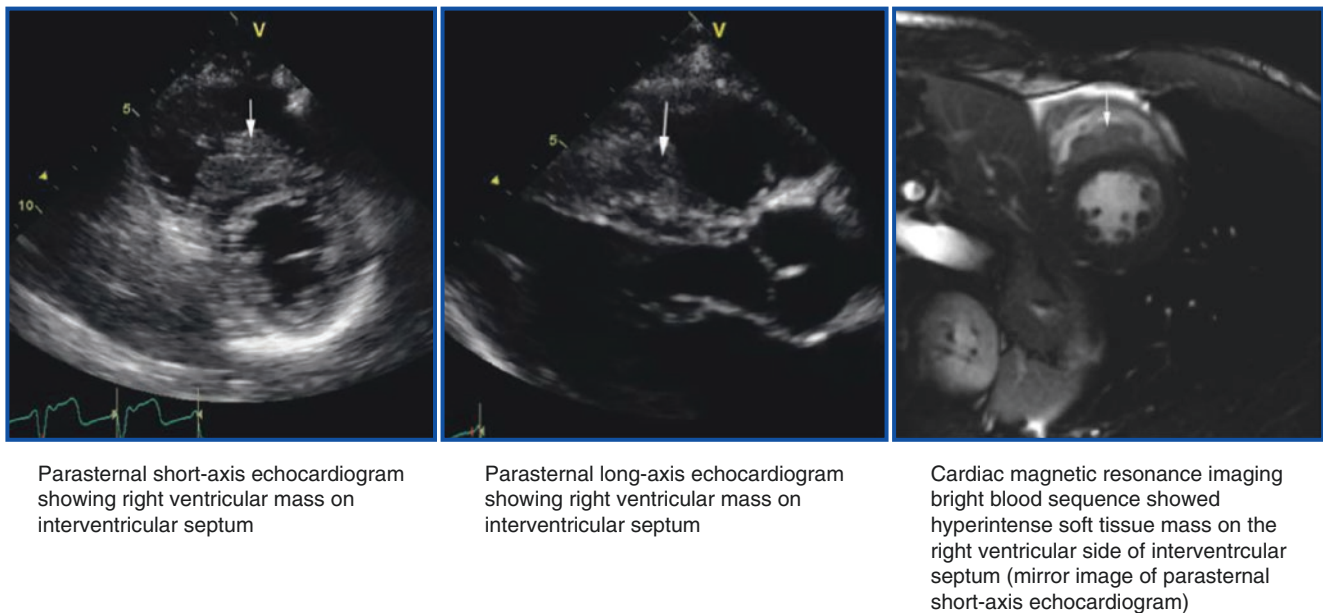 V
5
4
10
V
5
4
Parasternal short-axis echocardiogram
showing right ventricular mass on
interventricular septum
Parasternal long-axis echocardiogram
showing right ventricular mass on
interventricular septum
Cardiac magnetic resonance imaging
bright blood sequence showed
hyperintense soft tissue mass on the
right ventricular side of interventrcular
septum (mirror image of parasternal
short-axis echocardiogram)